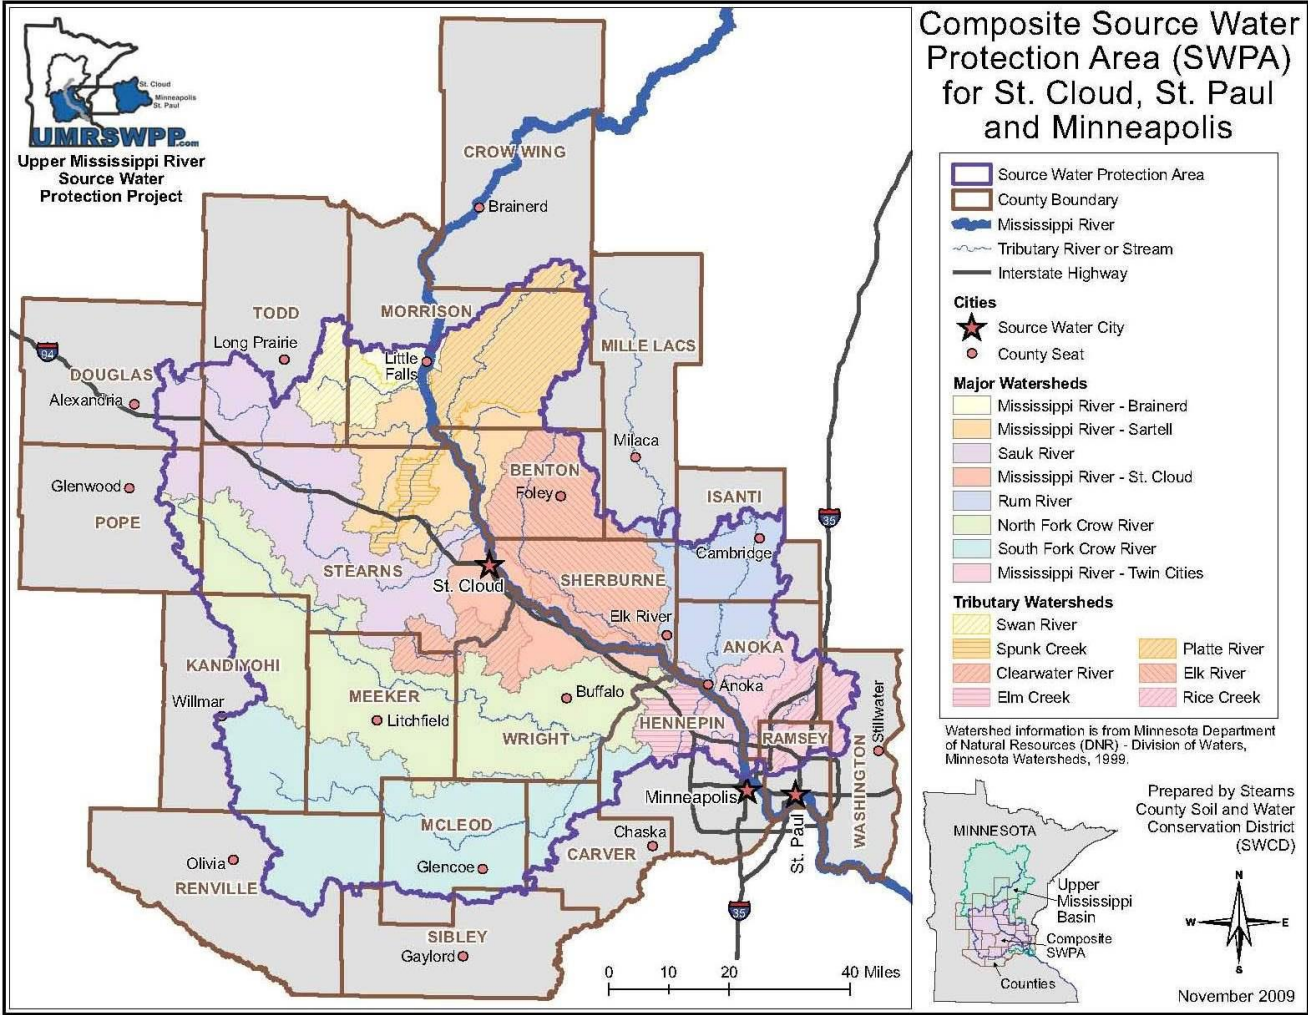 Composite Source Water
Protection Area (SWPA)
for St. Cloud, St. Paul
and Minneapolis
St. Cloud
Minneapolis
St. Paul
UMRSWPP.com
Upper Mississippi River
Source Water
Protection Project
CROW WING
Brainerd
TODD
MORRISON
Long Prairie
Little
Falls
MILLE LACS
94
DOUGLAS
Alexandria
Milaca
Glenwood
POPE
BENTON
Foley
ISANTI
35
Cambridge
STEARNS
St. Cloud
SHERBURNE
Elk River
ANOKA
KANDIYOHI
Willmar
MEEKER
Litchfield
Buffalo
WRIGHT
Anoka
HENNEPIN
RAMSEY
Stillwater
WASHINGTON
Minneapolis
St. Paul
MCLEOD
Glencoe
Chaska
CARVER
Olivia
RENVILLE
SIBLEY
Gaylord
35
0 10 20 40 Miles
Source Water Protection Area
County Boundary
Mississippi River
Tributary River or Stream
Interstate Highway
Cities
Source Water City
County Seat
Major Watersheds
Mississippi River - Brainerd
Mississippi River - Sartell
Sauk River
Mississippi River - St. Cloud
Rum River
North Fork Crow River
South Fork Crow River
Mississippi River - Twin Cities
Tributary Watersheds
Swan River
Spunk Creek Platte River
Clearwater River Elk River
Elm Creek Rice Creek
Watershed information is from Minnesota Department
of Natural Resources (DNR) - Division of Waters,
Minnesota Watersheds, 1999.
MINNESOTA
Upper
Mississippi
Basin
Composite
SWPA
Counties
Prepared by Stearns
County Soil and Water
Conservation District
(SWCD)
N
W E
S
November 2009